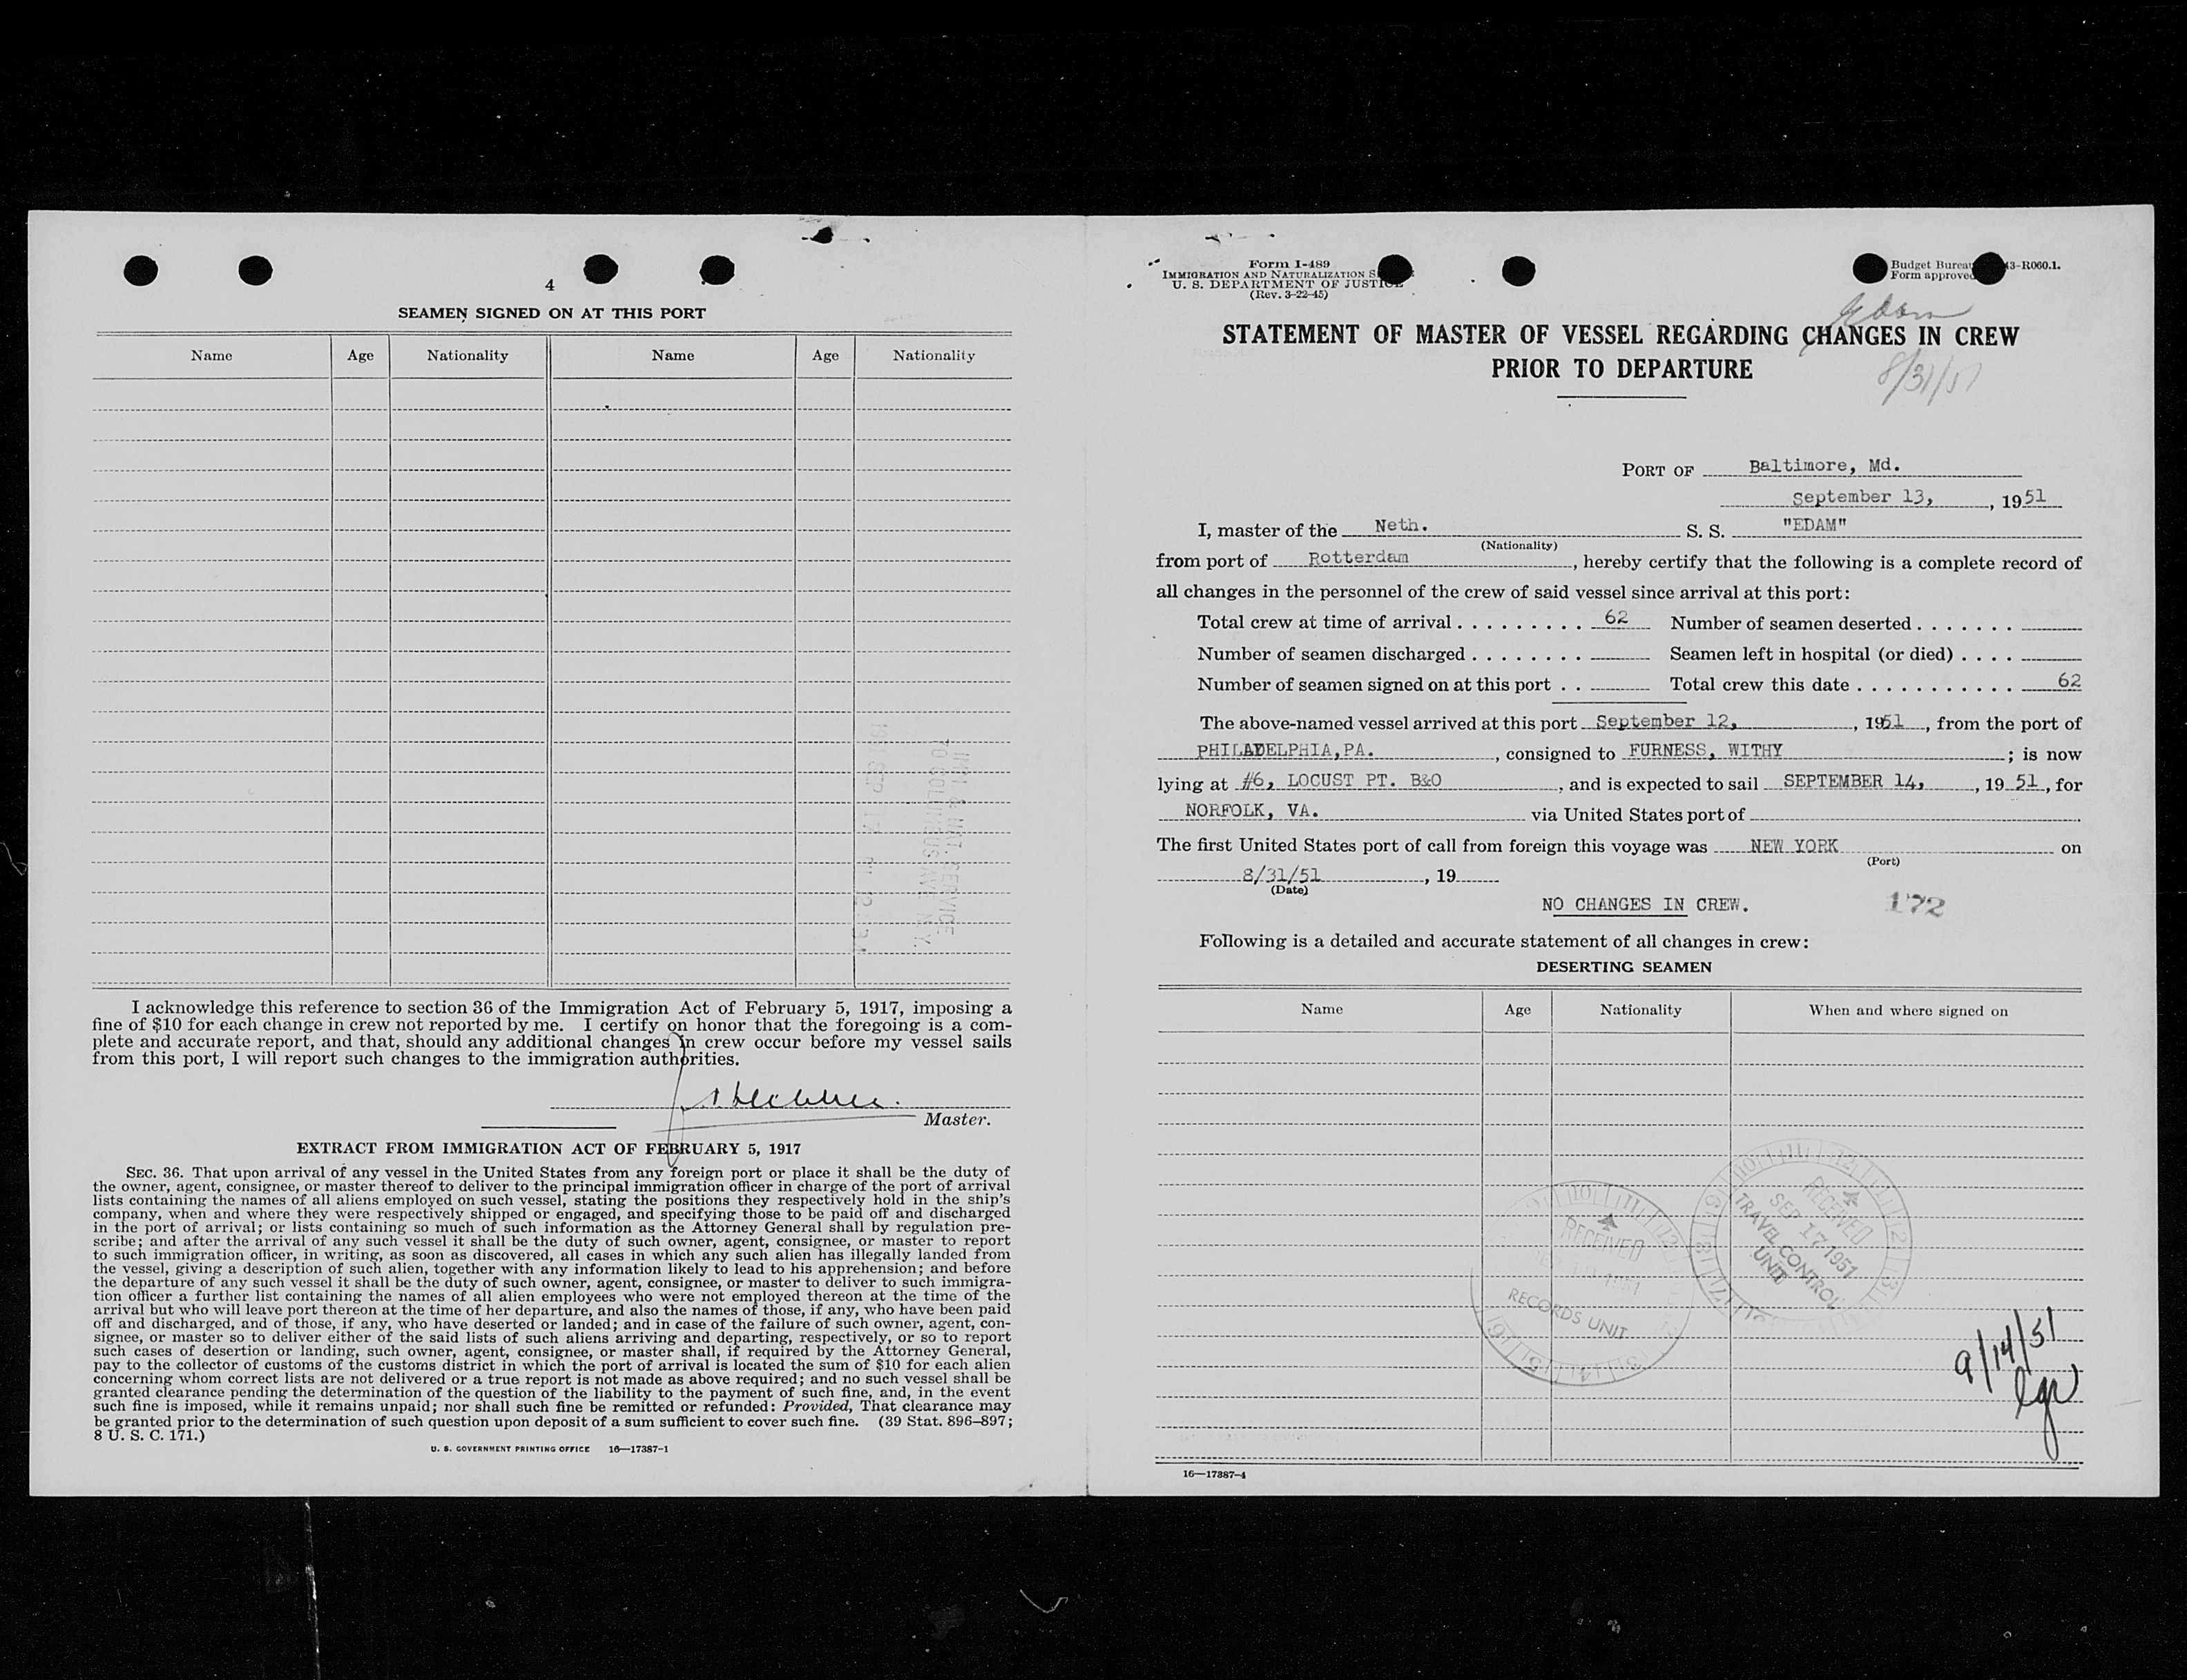 4
SEAMEN SIGNED ON AT THIS PORT
Name Age Nationality Name Age Nationality
I acknowledge this reference to section 36 of the Immigration Act of February 5, 1917, imposing a
fine of $10 for each change in crew not reported by me. I certify on honor that the foregoing is a com-
plete and accurate report, and that, should any additional changes in crew occur before my vessel sails
from this port, I will report such changes to the immigration authorities.
Master.
EXTRACT FROM IMMIGRATION ACT OF FEBRUARY 5, 1917
SEC. 36. That upon arrival of any vessel in the United States from any foreign port or place it shall be the duty of
the owner, agent, consignee, or master thereof to deliver to the principal immigration officer in charge of the port of arrival
lists containing the names of all aliens employed on such vessel, stating the positions they respectively hold in the ship's
company, when and where they were respectively shipped or engaged, and specifying those to be paid off and discharged
in the port of arrival; or lists containing so much of such information as the Attorney General shall by regulation pre-
scribe; and after the arrival of any such vessel it shall be the duty of such owner, agent, consignee, or master to report
to such immigration officer, in writing, as soon as discovered, all cases in which any such alien has illegally landed from
the vessel, giving a description of such alien, together with any information likely to lead to his apprehension; and before
the departure of any such vessel it shall be the duty of such owner, agent, consignee, or master to deliver to such immigra-
tion officer a further list containing the names of all alien employees who were not employed thereon at the time of the
arrival but who will leave port thereon at the time of her departure, and also the names of those, if any, who have been paid
off and discharged, and of those, if any, who have deserted or landed; and in case of the failure of such owner, agent, con-
signee, or master so to deliver either of the said lists of such aliens arriving and departing, respectively, or so to report
such cases of desertion or landing, such owner, agent, consignee, or master shall, if required by the Attorney General,
pay to the collector of customs of the customs district in which the port of arrival is located the sum of $10 for each alien
concerning whom correct lists are not delivered or a true report is not made as above required; and no such vessel shall be
granted clearance pending the determination of the question of the liability to the payment of such fine, and, in the event
such fine is imposed, while it remains unpaid; nor shall such fine be remitted or refunded: Provided, That clearance may
be granted prior to the determination of such question upon deposit of a sum sufficient to cover such fine. (39 Stat. 896–897;
8 U. S. C. 171.)
U. S. GOVERNMENT PRINTING OFFICE 16—17387-1
Form I-489
IMMIGRATION AND NATURALIZATION
U. S. DEPARTMENT OF JUSTICE
(Rev. 3-22-45)
Budget Bureau 43-R060.1.
Form approved
Edam
STATEMENT OF MASTER OF VESSEL REGARDING CHANGES IN CREW
PRIOR TO DEPARTURE
8/31/51
PORT OF Baltimore, Md.
September 13, , 1951
I, master of the Neth. S. S. "EDAM"
(Nationality)
from port of Rotterdam , hereby certify that the following is a complete record of
all changes in the personnel of the crew of said vessel since arrival at this port:
Total crew at time of arrival . . . . . . . . . 62 Number of seamen deserted . . . . . . .
Number of seamen discharged . . . . . . . . Seamen left in hospital (or died) . . . .
Number of seamen signed on at this port . . Total crew this date . . . . . . . . . . . 62
The above-named vessel arrived at this port September 12, , 1951 , from the port of
PHILADELPHIA, PA. , consigned to FURNESS, WITHY ; is now
lying at #6, LOCUST PT. B&O , and is expected to sail SEPTEMBER 14, , 19 51 , for
NORFOLK, VA. via United States port of .
The first United States port of call from foreign this voyage was NEW YORK on
(Port)
8/31/51 , 19
(Date)
NO CHANGES IN CREW. 172
Following is a detailed and accurate statement of all changes in crew:
DESERTING SEAMEN
Name Age Nationality When and where signed on
RECEIVED
SEP 17 1951
TRAVEL CONTROL
UNIT
RECEIVED
1951
RECORDS UNIT
9/14/51
16—17387-4